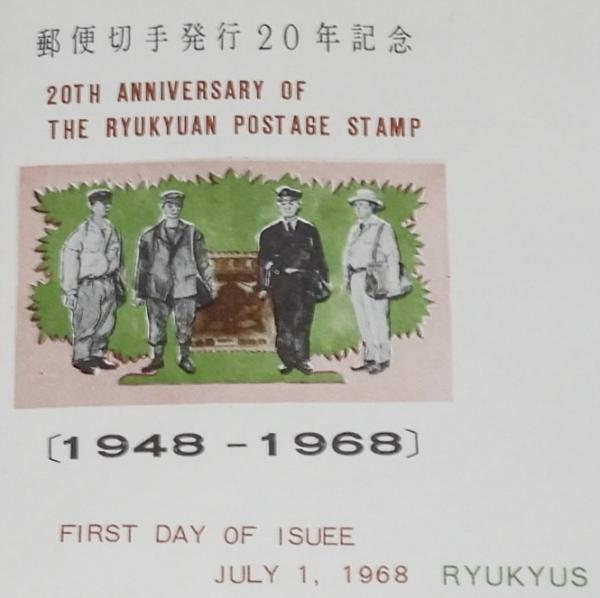 郵便切手発行20年記念
20TH ANNIVERSARY OF
THE RYUKYUAN POSTAGE STAMP
[1948 - 1968]
FIRST DAY OF ISUEE
JULY 1, 1968 RYUKYUS